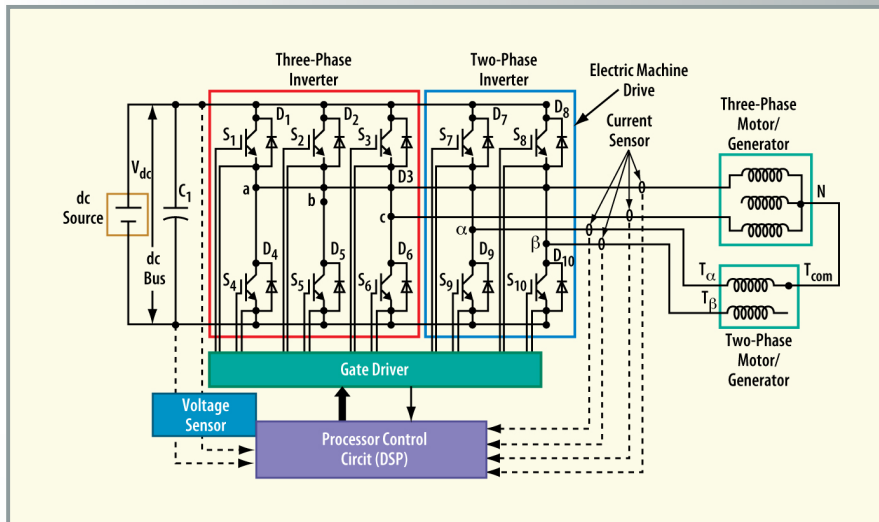 Three-Phase
Inverter
Two-Phase
Inverter
Electric Machine
Drive
Current
Sensor
Three-Phase
Motor/
Generator
D1
D2
D7
D8
S1
S2
S3
S7
S8
Vdc
C1
dc
Source
D3
a
b
c
N
α
β
dc
Bus
D4
D5
D6
D9
D10
S4
S5
S6
S9
S10
Tα
Tcom
Tβ
Two-Phase
Motor/
Generator
Gate Driver
Voltage
Sensor
Processor Control
Circit (DSP)